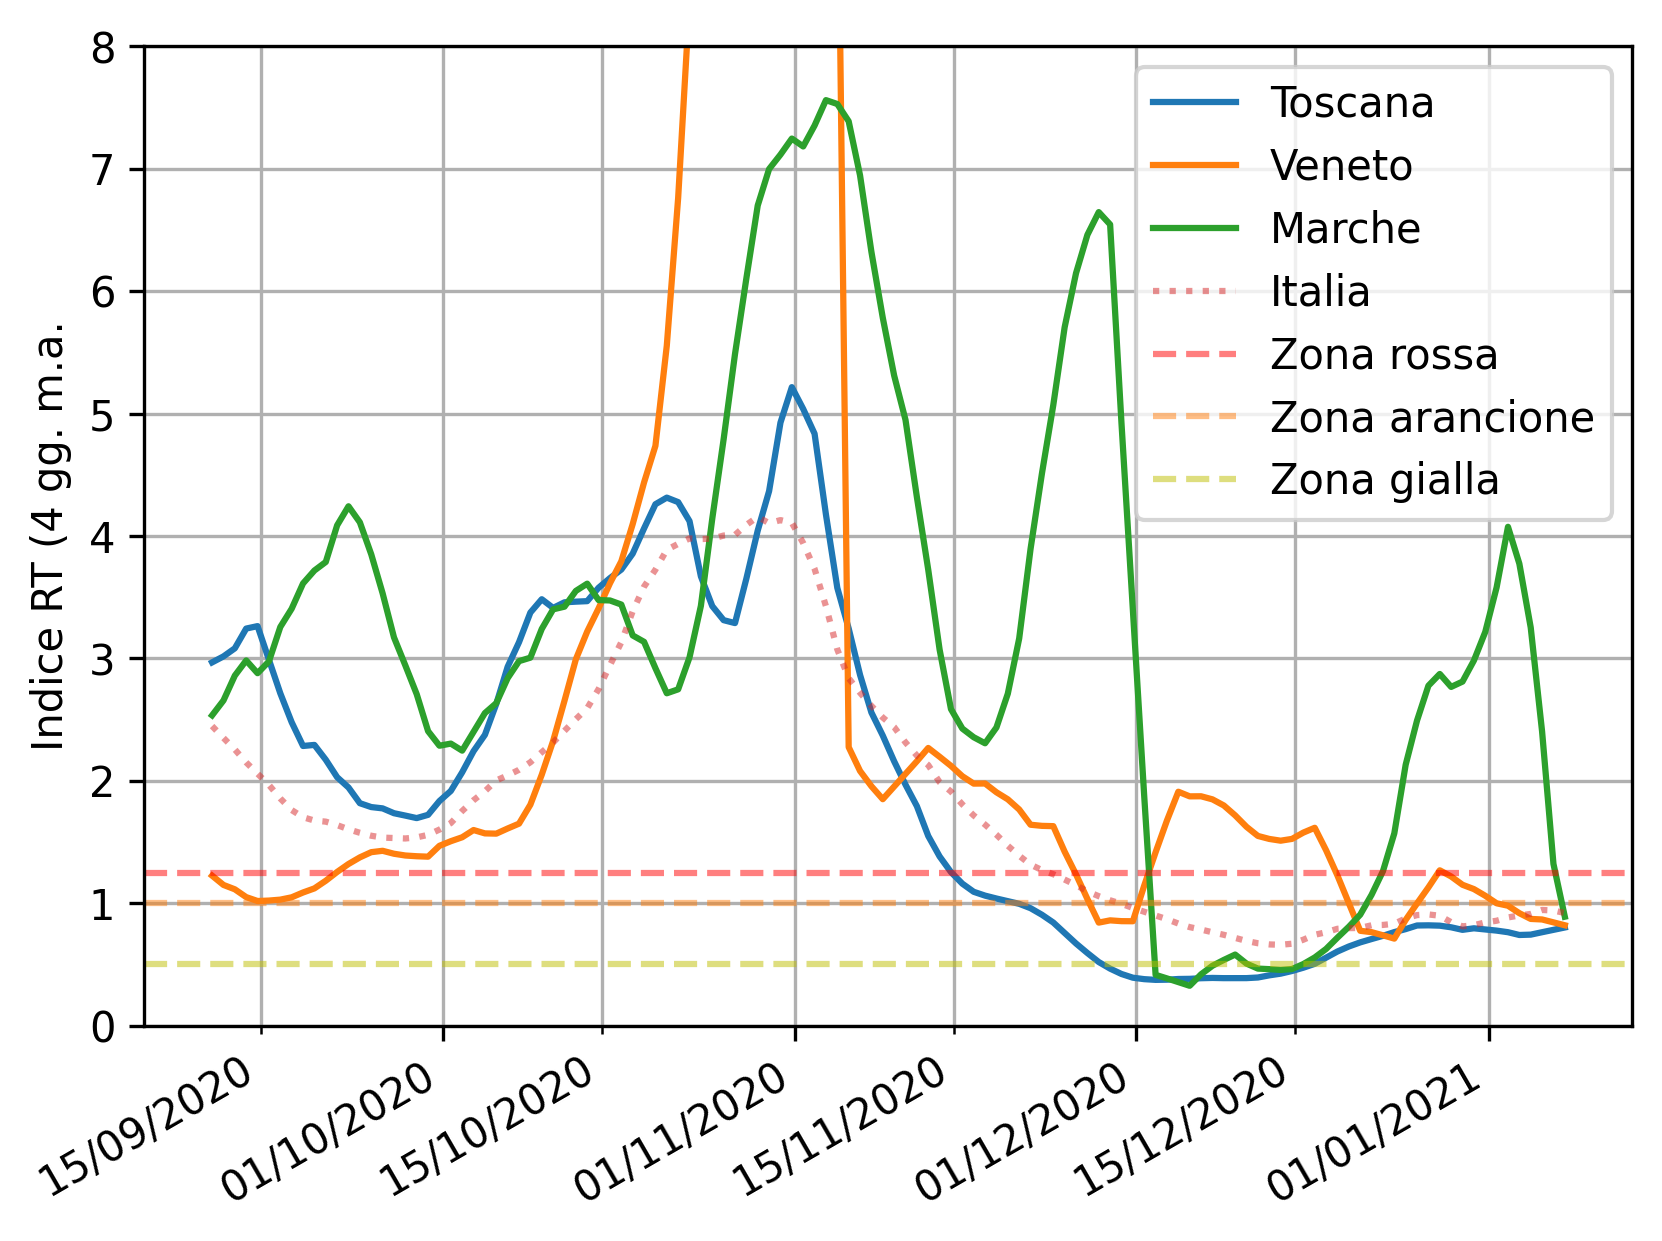 8
7
6
5
4
3
2
1
0
Indice RT (4 gg. m.a.
Toscana
Veneto
Marche
Italia
Zona rossa
Zona arancione
Zona gialla
15/09/2020
01/10/2020
15/10/2020
01/11/2020
15/11/2020
01/12/2020
15/12/2020
01/01/2021